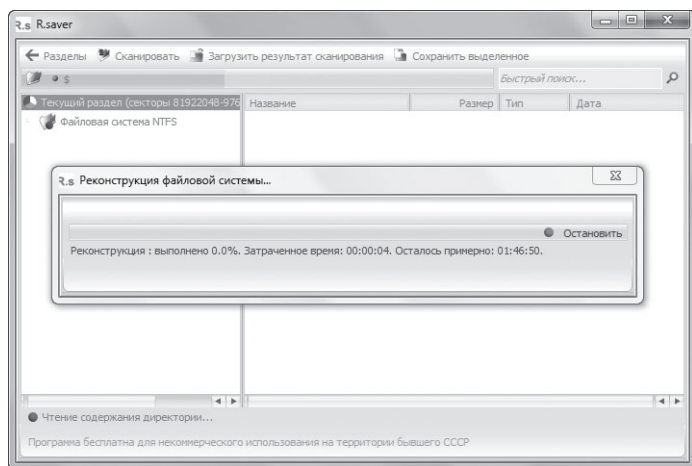 R.s R.saver
Разделы Сканировать Загрузить результат сканирования Сохранить выделенное
$ Быстрый поиск...
Текущий раздел (секторы 81922048-976 Название Размер Тип Дата
Файловая система NTFS
R.s Реконструкция файловой системы...
Остановить
Реконструкция : выполнено 0.0%. Затраченное время: 00:00:04. Осталось примерно: 01:46:50.
Чтение содержания директории...
Программа бесплатна для некоммерческого использования на территории бывшего СССР